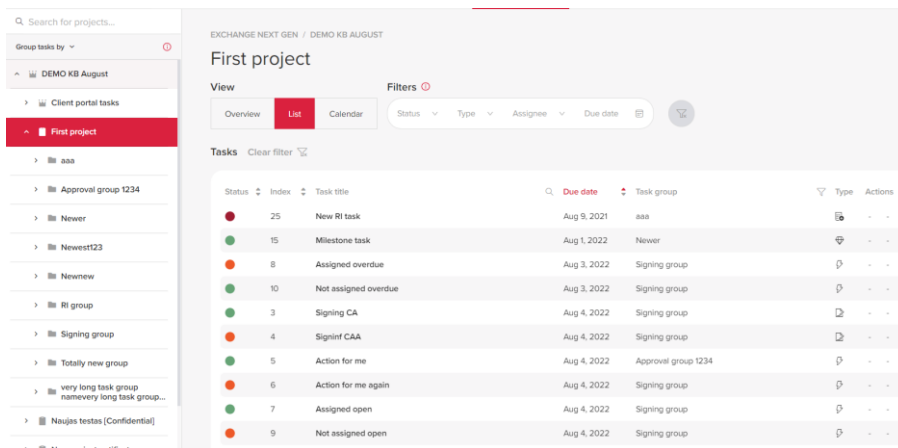 Search for projects...
Group tasks by
DEMO KB August
Client portal tasks
First project
aaa
Approval group 1234
Newer
Newest123
Newnew
RI group
Signing group
Totally new group
very long task group
namevery long task group...
Naujas testas [Confidential]
EXCHANGE NEXT GEN / DEMO KB AUGUST
First project
View
Filters
Overview List Calendar
Status Type Assignee Due date
Tasks Clear filter
Status Index Task title Due date Task group Type Actions
25 New RI task Aug 9, 2021 aaa - -
15 Milestone task Aug 1, 2022 Newer - -
8 Assigned overdue Aug 3, 2022 Signing group - -
10 Not assigned overdue Aug 3, 2022 Signing group - -
3 Signing CA Aug 4, 2022 Signing group - -
4 Signinf CAA Aug 4, 2022 Signing group - -
5 Action for me Aug 4, 2022 Approval group 1234 - -
6 Action for me again Aug 4, 2022 Signing group - -
7 Assigned open Aug 4, 2022 Signing group - -
9 Not assigned open Aug 4, 2022 Signing group - -